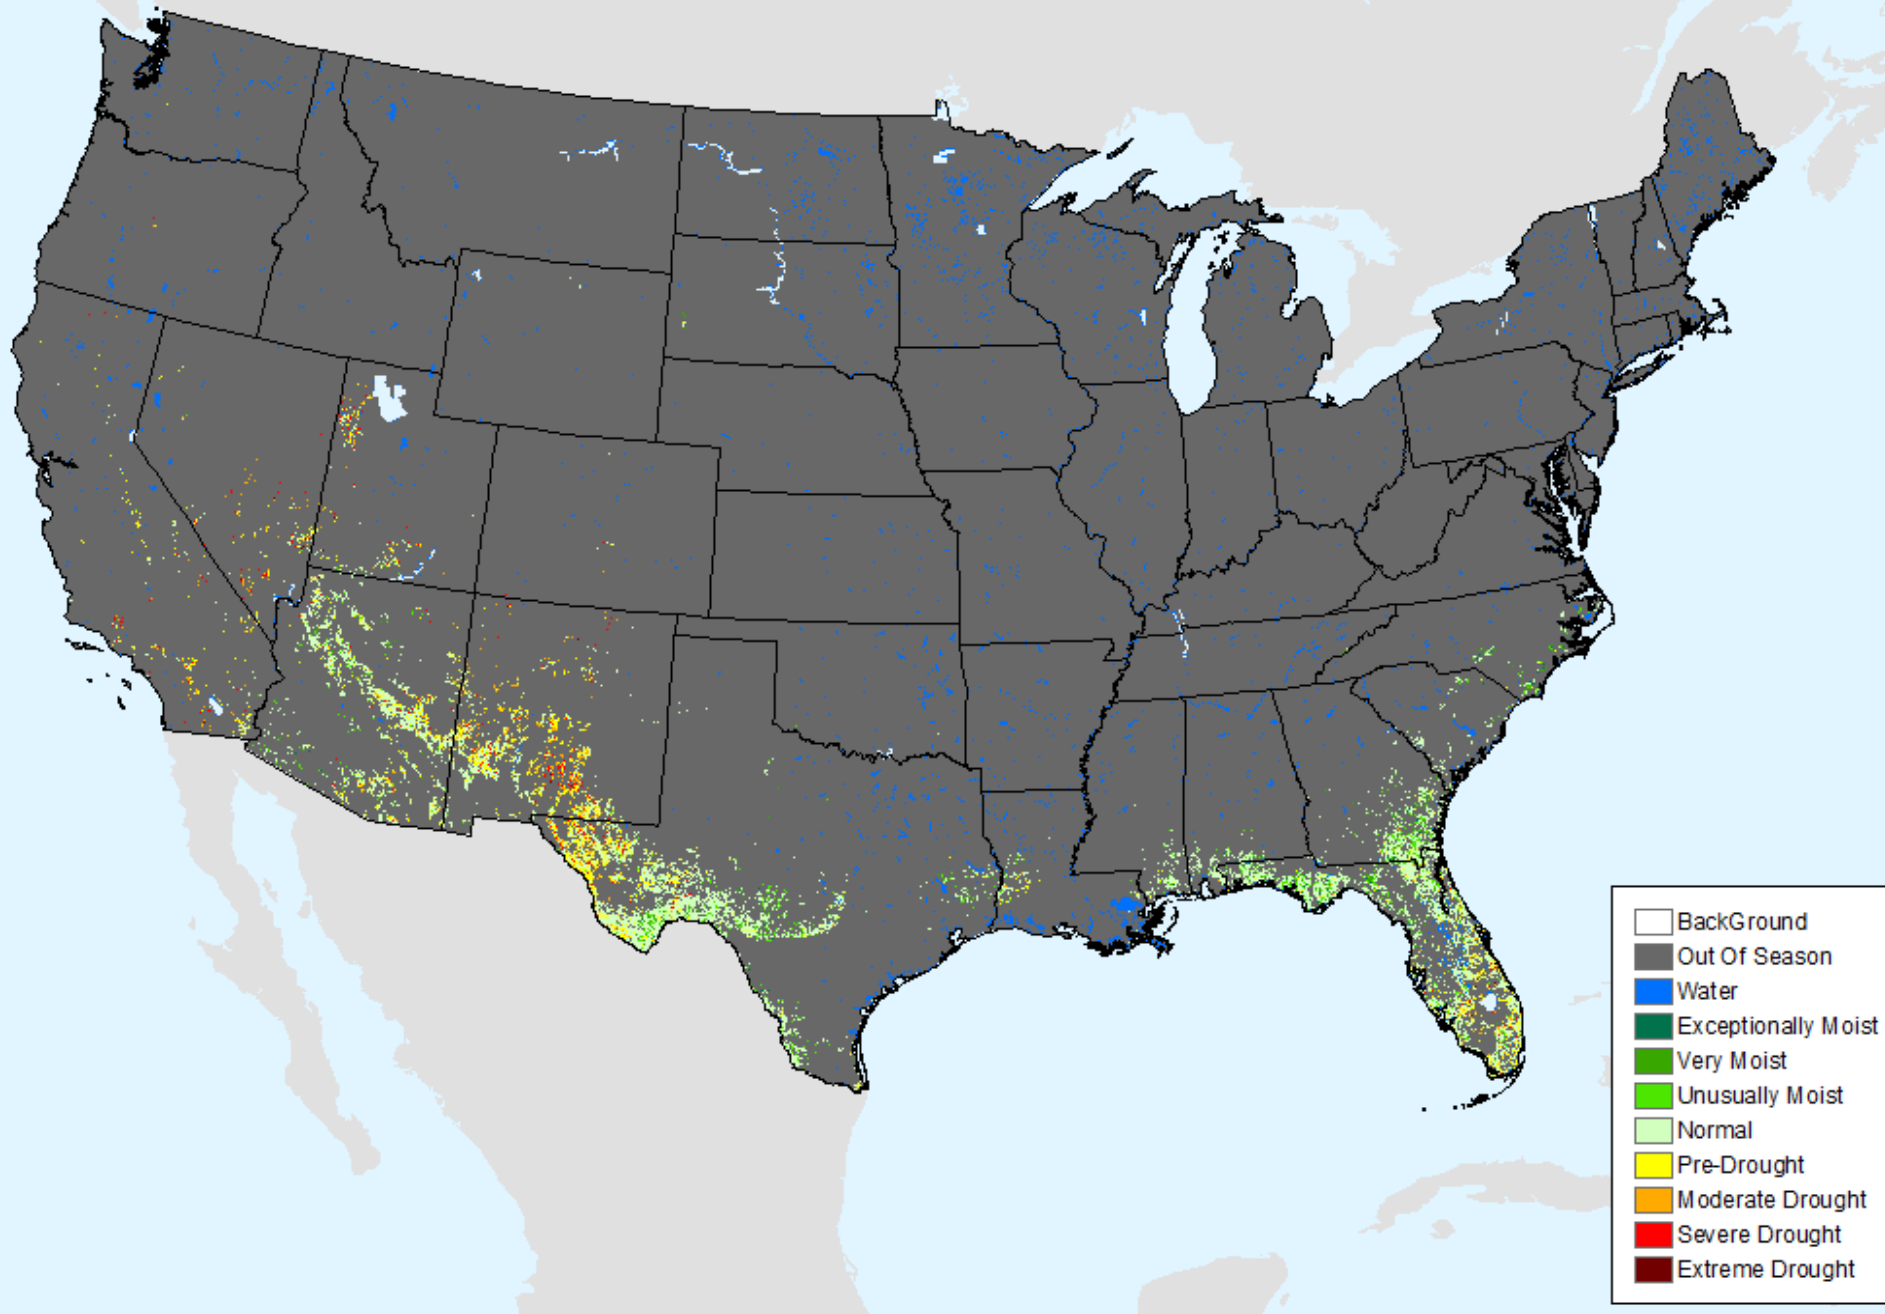 BackGround
Out Of Season
Water
Exceptionally Moist
Very Moist
Unusually Moist
Normal
Pre-Drought
Moderate Drought
Severe Drought
Extreme Drought